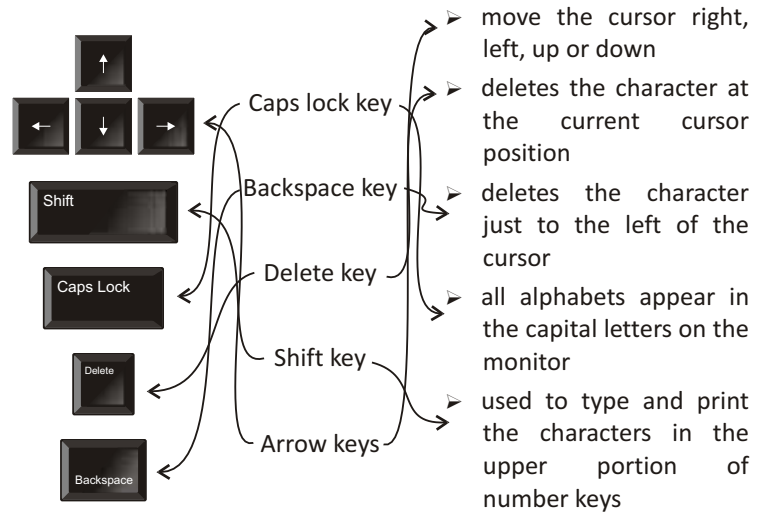 ↑
← ↓ →
Shift
Caps Lock
Delete
Backspace
Caps lock key
Backspace key
Delete key
Shift key
Arrow keys
➢ move the cursor right,
left, up or down
➢ deletes the character at
the current cursor
position
➢ deletes the character
just to the left of the
cursor
➢ all alphabets appear in
the capital letters on the
monitor
➢ used to type and print
the characters in the
upper portion of
number keys